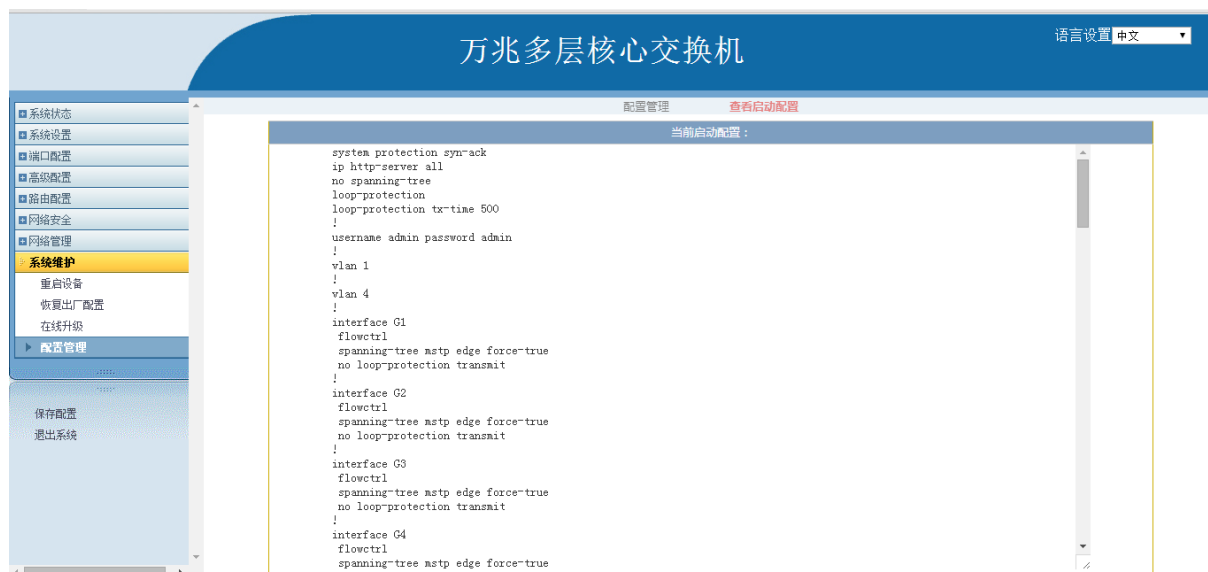 万兆多层核心交换机
语言设置 中文
系统状态
系统设置
端口配置
高级配置
路由配置
网络安全
网络管理
系统维护
重启设备
恢复出厂配置
在线升级
配置管理
保存配置
退出系统
配置管理 查看启动配置
当前启动配置：
system protection syn-ack
ip http-server all
no spanning-tree
loop-protection
loop-protection tx-time 500
!
username admin password admin
!
vlan 1
!
vlan 4
!
interface G1
flowctrl
spanning-tree mstp edge force-true
no loop-protection transmit
!
interface G2
flowctrl
spanning-tree mstp edge force-true
no loop-protection transmit
!
interface G3
flowctrl
spanning-tree mstp edge force-true
no loop-protection transmit
!
interface G4
flowctrl
spanning-tree mstp edge force-true